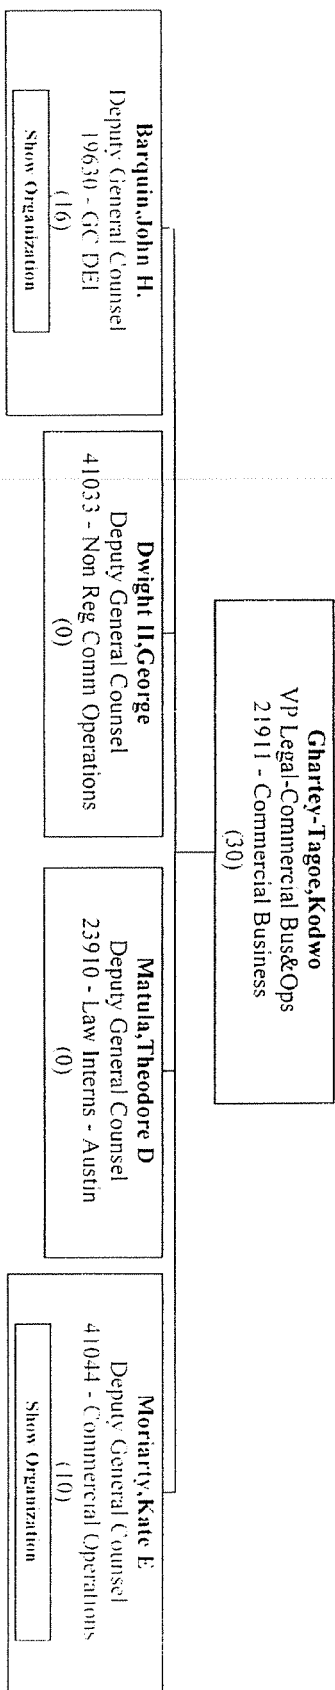 Ghartey-Tagoe,Kodwo
VP Legal-Commercial Bus&Ops
21911 - Commercial Business
(30)
Barquin,John H.
Deputy General Counsel
19630 - GC DEI
(16)
Show Organization
Dwight II,George
Deputy General Counsel
41033 - Non Reg Comm Operations
(0)
Matula,Theodore D
Deputy General Counsel
23910 - Law Interns - Austin
(0)
Moriarty,Kate E
Deputy General Counsel
41044 - Commercial Operations
(10)
Show Organization